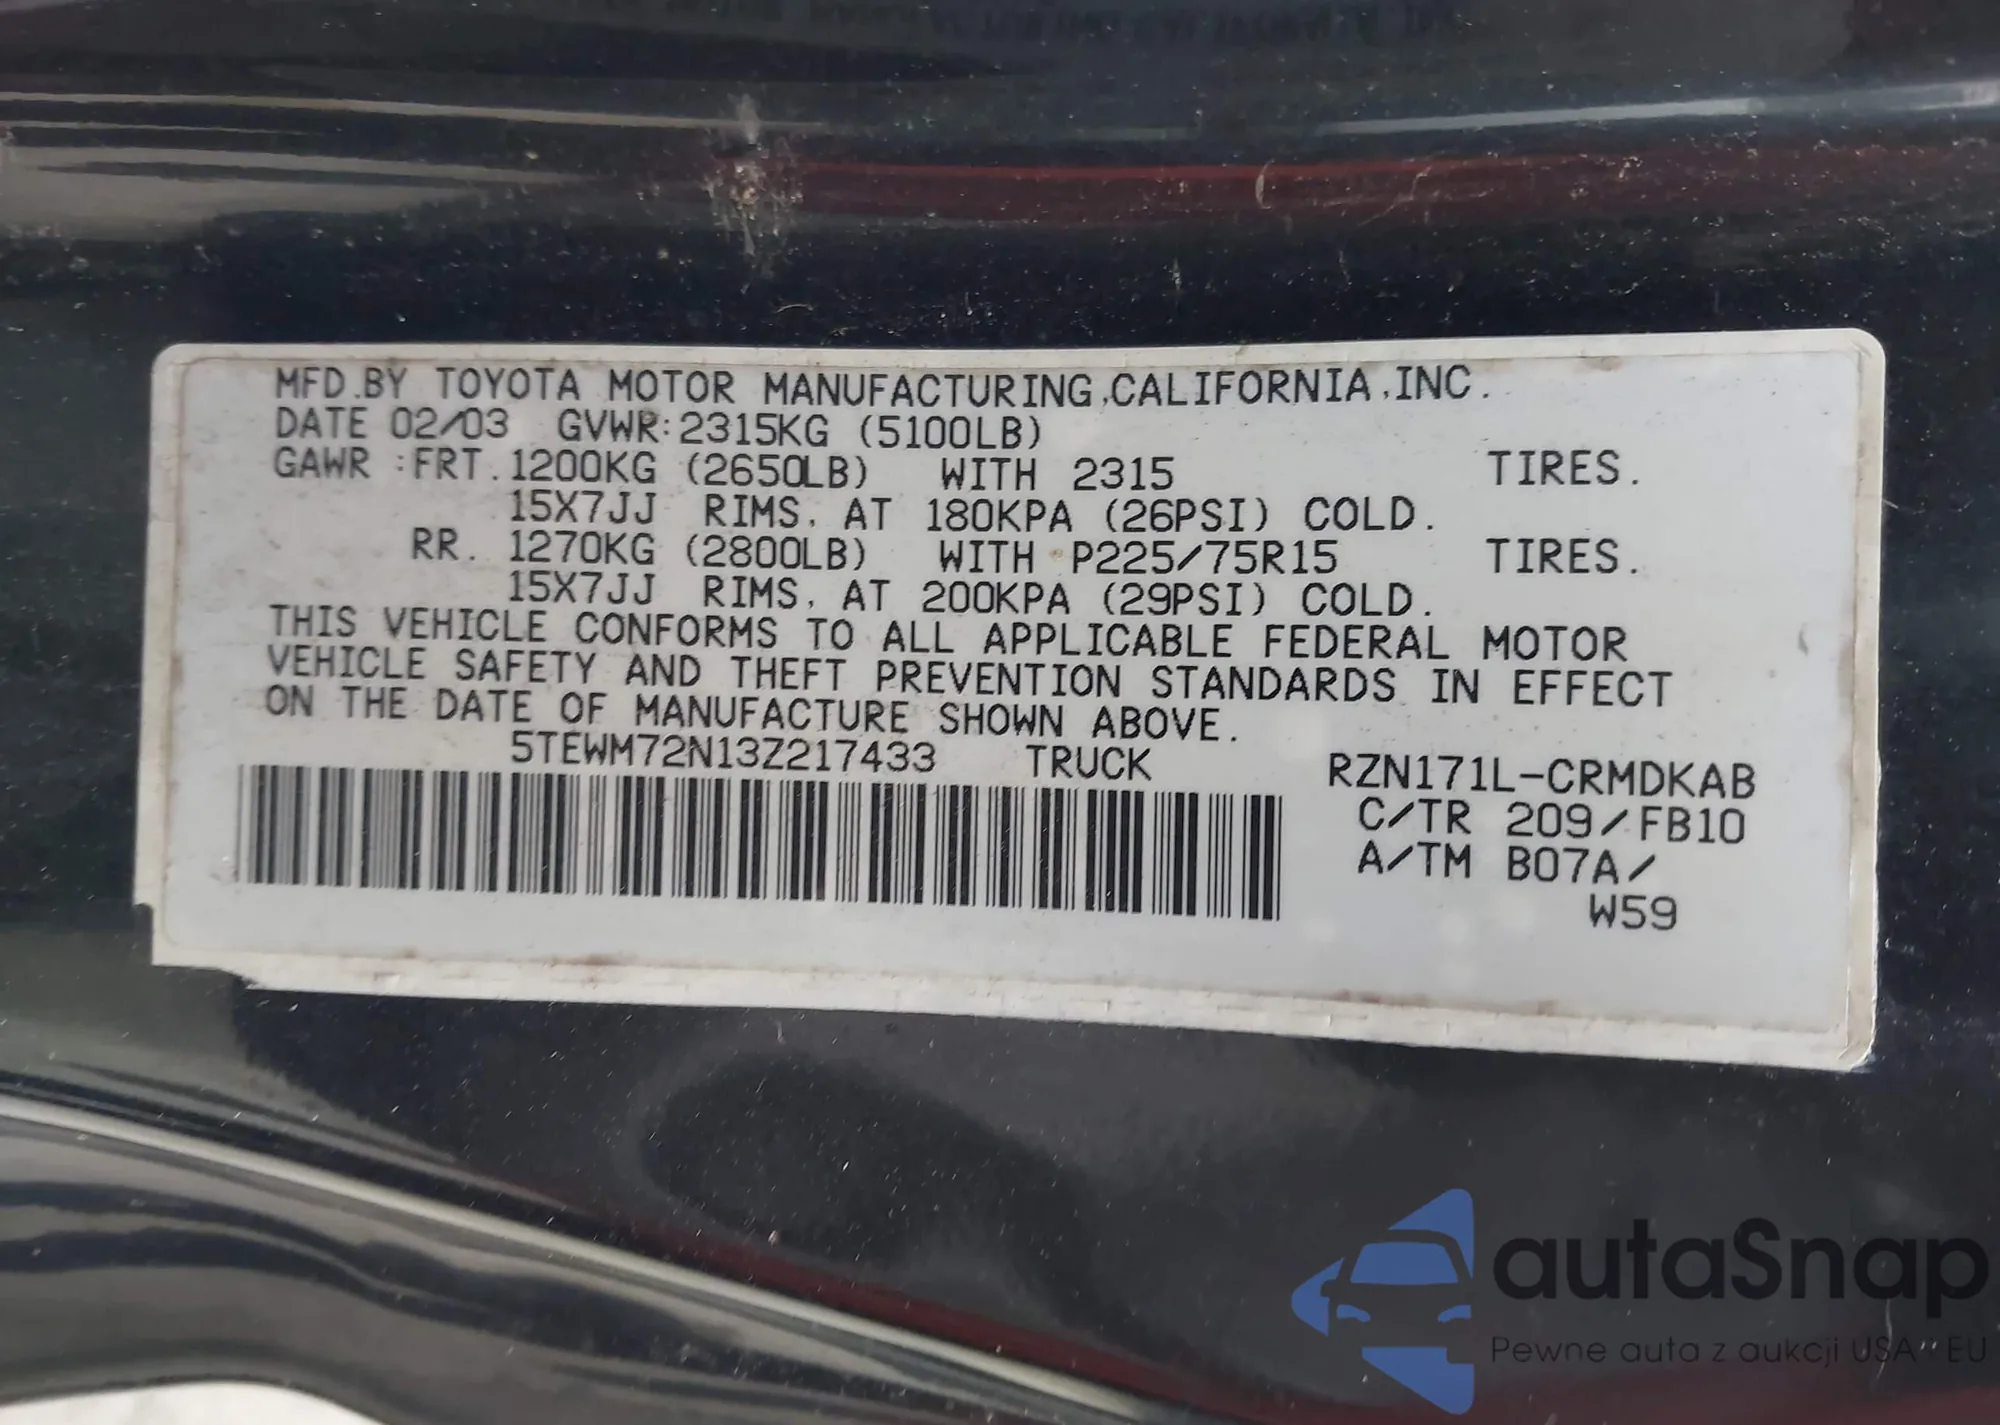 MFD.BY TOYOTA MOTOR MANUFACTURING,CALIFORNIA,INC.
DATE 02/03 GVWR:2315KG (5100LB)
GAWR :FRT. 1200KG (2650LB) WITH 2315 TIRES.
15X7JJ RIMS, AT 180KPA (26PSI) COLD.
RR. 1270KG (2800LB) WITH P225/75R15 TIRES.
15X7JJ RIMS, AT 200KPA (29PSI) COLD.
THIS VEHICLE CONFORMS TO ALL APPLICABLE FEDERAL MOTOR
VEHICLE SAFETY AND THEFT PREVENTION STANDARDS IN EFFECT
ON THE DATE OF MANUFACTURE SHOWN ABOVE.
5TEWM72N13Z217433 TRUCK RZN171L-CRMDKAB
C/TR 209/FB10
A/TM B07A/
W59
autaSnap
Pewne auta z aukcji USA · EU